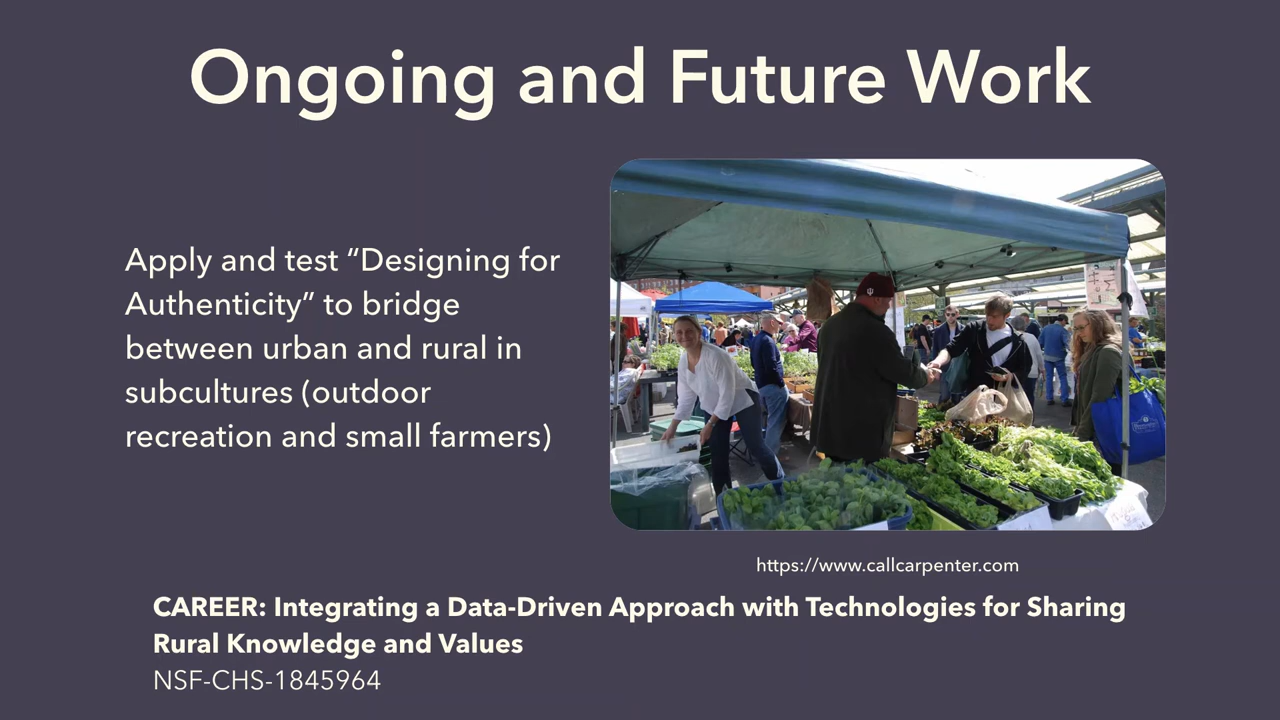 Ongoing and Future Work
Apply and test “Designing for
Authenticity” to bridge
between urban and rural in
subcultures (outdoor
recreation and small farmers)
https://www.callcarpenter.com
CAREER: Integrating a Data-Driven Approach with Technologies for Sharing
Rural Knowledge and Values
NSF-CHS-1845964